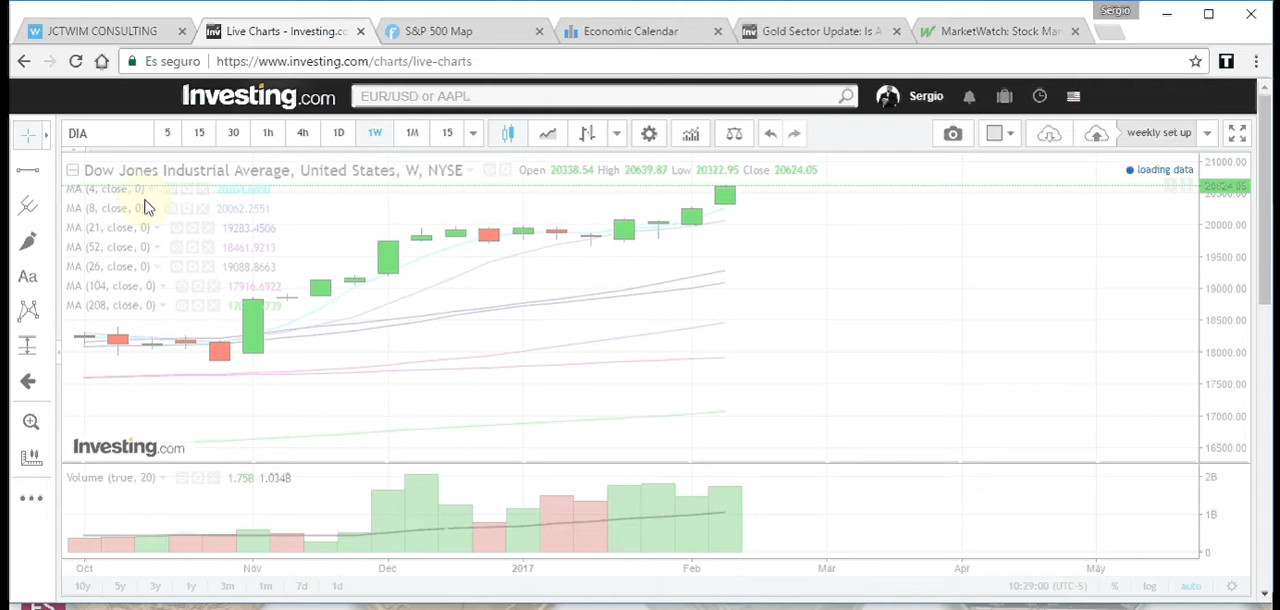 Sergio
JCTWIM CONSULTING
Live Charts - Investing.co
S&P 500 Map
Economic Calendar
Gold Sector Update: Is A
MarketWatch: Stock Mar
Es seguro
https://www.investing.com/charts/live-charts
Investing.com
EUR/USD or AAPL
Sergio
DIA
5 15 30 1h 4h 1D 1W 1M 15
weekly set up
Dow Jones Industrial Average, United States, W, NYSE
Open 20338.54 High 20639.87 Low 20322.95 Close 20624.05
loading data
MA (4, close, 0)
MA (8, close, 0) 20062.2551
MA (21, close, 0) 19283.4506
MA (52, close, 0) 18461.9213
MA (26, close, 0) 19088.8663
MA (104, close, 0) 17916.6922
MA (208, close, 0)
Aa
21000.00
20624.05
20000.00
19500.00
19000.00
18500.00
18000.00
17500.00
17000.00
16500.00
Investing.com
Volume (true, 20) 1.75B 1.034B
2B
1B
0
Oct Nov Dec 2017 Feb Mar Apr May
10y 5y 3y 1y 3m 1m 7d 1d
10:29:00 (UTC-5) % log auto
ES